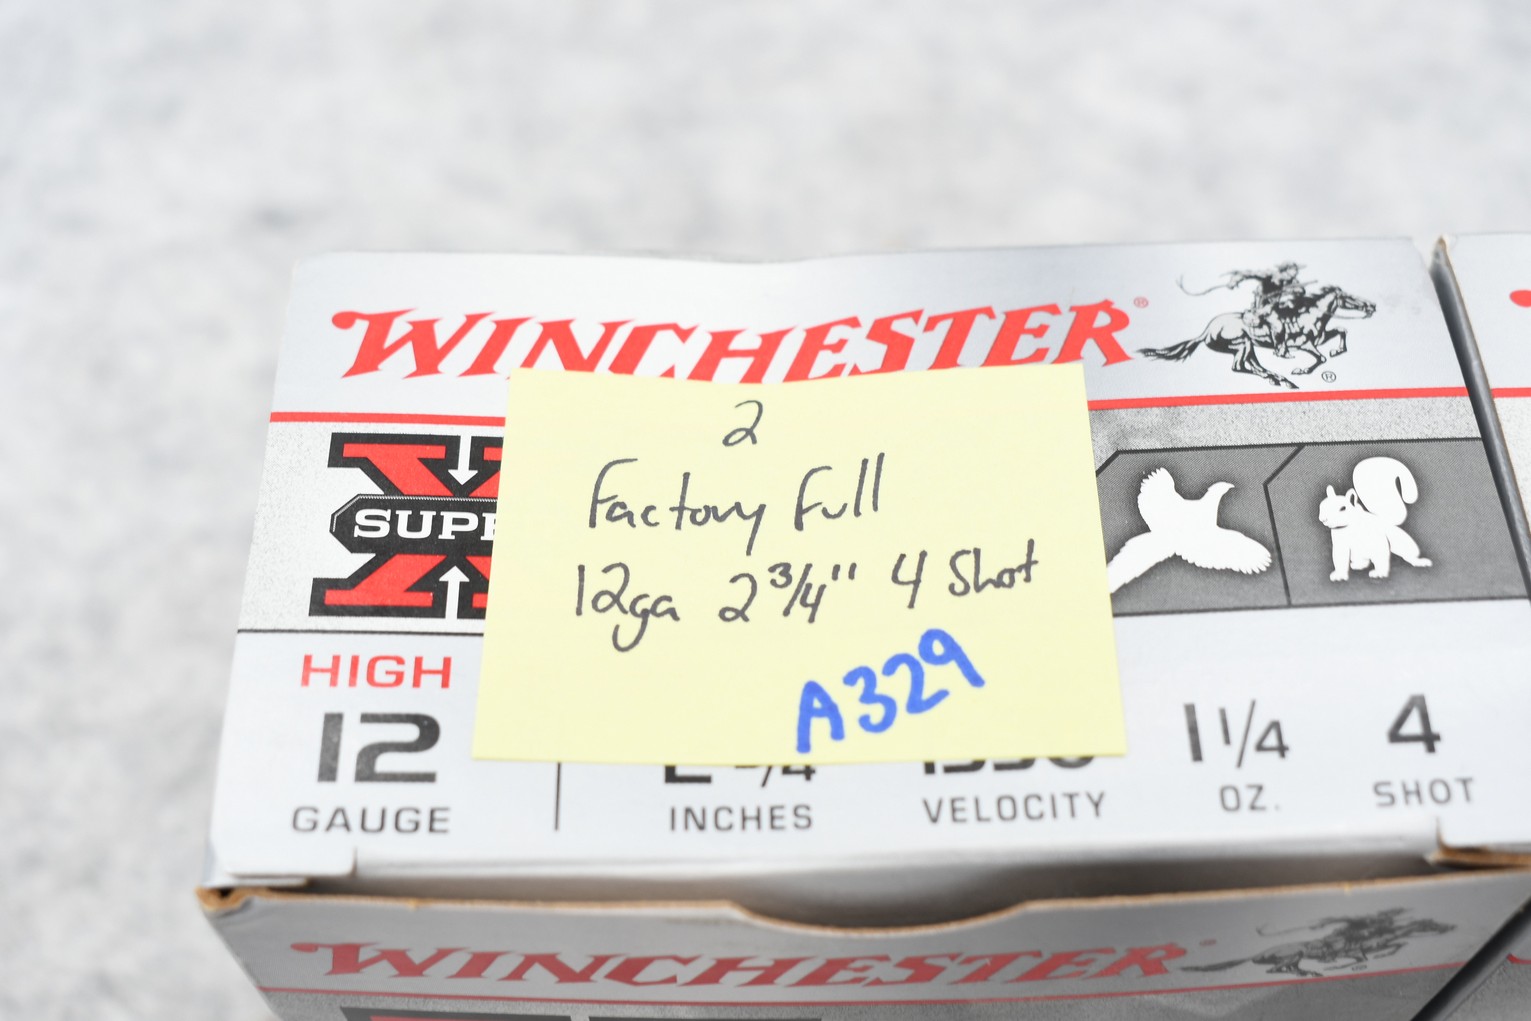 WINCHESTER®
2
Factory Full
12ga 2 3/4" 4 Shot
A329
X
SUPE
HIGH
12 1 1/4 4
GAUGE INCHES VELOCITY OZ. SHOT
®
WINCHESTER